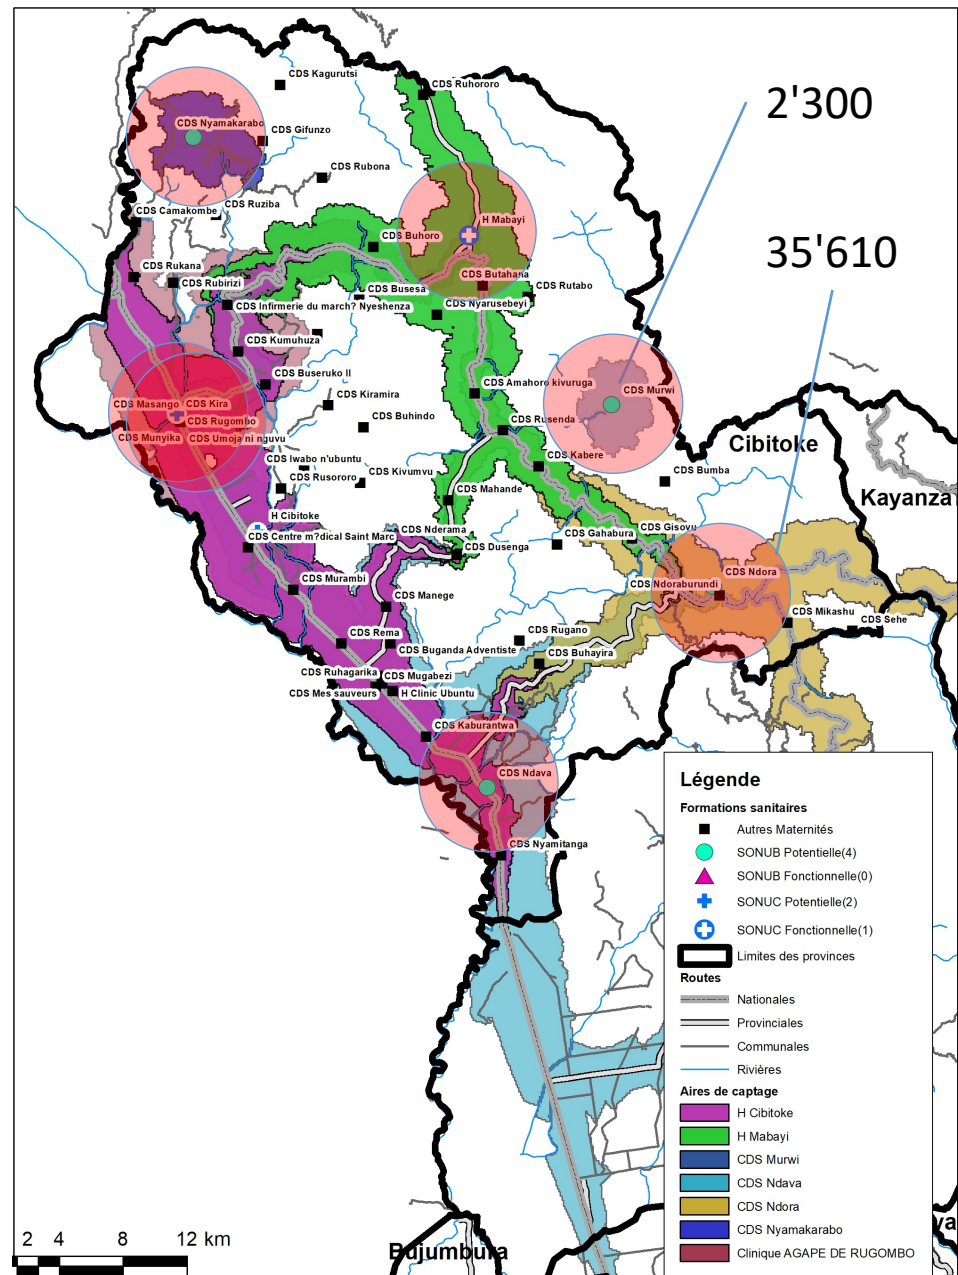 CDS Kagurutsi
CDS Ruhororo
2'300
CDS Nyamakarabo
CDS Gifunzo
CDS Rubona
35'610
CDS Ruziba
CDS Camakombe
H Mabayi
CDS Buhoro
CDS Rukana
CDS Rubirizi
CDS Butahana
CDS Busesa
CDS Rutabo
CDS Infirmerie du march? Nyeshenza
CDS Nyarusebeyi
CDS Kumuhuza
CDS Buseruko II
CDS Amahoro kivuruga
CDS Murwi
CDS Kiramira
CDS Masango
CDS Kira
CDS Rugombo
CDS Buhindo
CDS Rusenda
CDS Munyika
CDS Umoja ni nguvu
Cibitoke
CDS Iwabo n'ubuntu
CDS Kabere
CDS Rusororo
CDS Kivumvu
CDS Bumba
CDS Mahande
Kayanza
H Cibitoke
CDS Nderama
CDS Gisovu
CDS Centre m?dical Saint Marc
CDS Gahabura
CDS Dusenga
CDS Murambi
CDS Ndora
CDS Ndoraburundi
CDS Manege
CDS Mikashu
CDS Sehe
CDS Rema
CDS Rugano
CDS Buganda Adventiste
CDS Buhayira
CDS Ruhagarika
CDS Mugabezi
CDS Mes sauveurs
H Clinic Ubuntu
CDS Kaburantwa
CDS Ndava
CDS Nyamitanga
Légende
Formations sanitaires
Autres Maternités
SONUB Potentielle(4)
SONUB Fonctionnelle(0)
SONUC Potentielle(2)
SONUC Fonctionnelle(1)
Limites des provinces
Routes
Nationales
Provinciales
Communales
Rivières
Aires de captage
H Cibitoke
H Mabayi
CDS Murwi
CDS Ndava
CDS Ndora
CDS Nyamakarabo
Clinique AGAPE DE RUGOMBO
2 4 8 12 km
Bujumbura